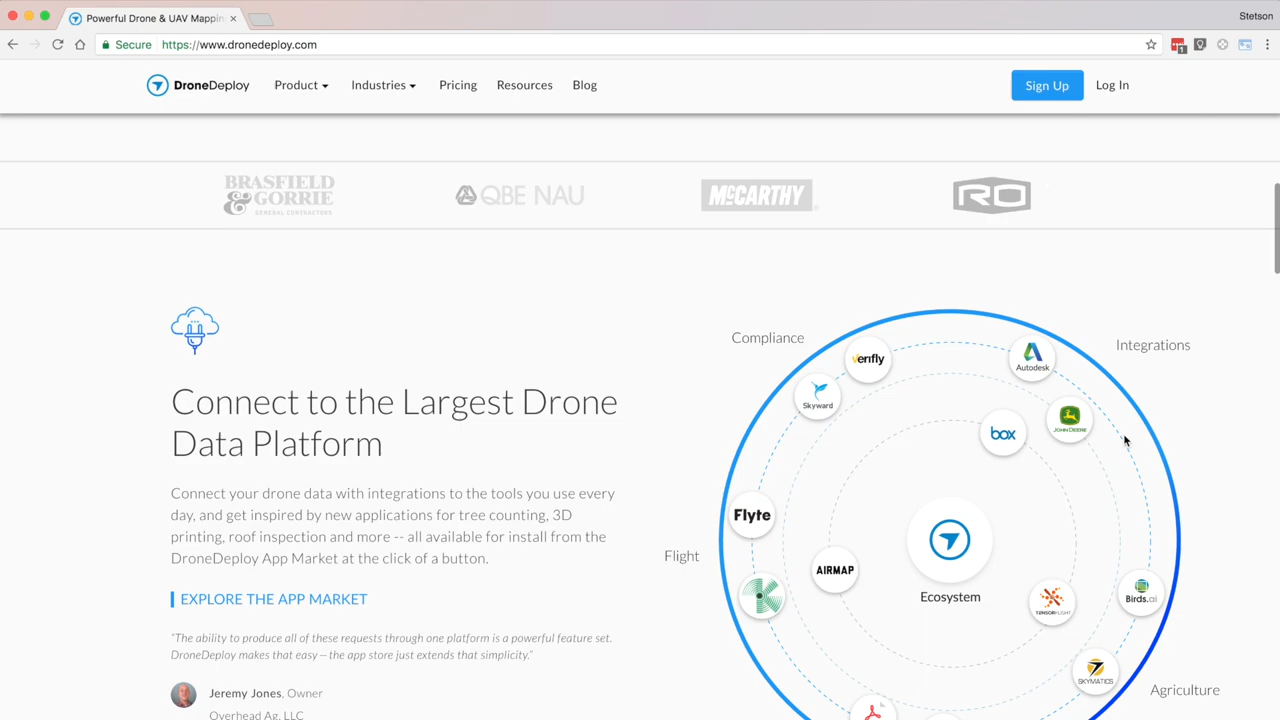 Powerful Drone & UAV Mappin
Stetson
Secure https://www.dronedeploy.com
1
DroneDeploy
Product
Industries
Pricing
Resources
Blog
Sign Up
Log In
BRASFIELD
& GORRIE
GENERAL CONTRACTORS
QBE NAU
McCARTHY
RO
Connect to the Largest Drone
Data Platform
Connect your drone data with integrations to the tools you use every
day, and get inspired by new applications for tree counting, 3D
printing, roof inspection and more -- all available for install from the
DroneDeploy App Market at the click of a button.
EXPLORE THE APP MARKET
“The ability to produce all of these requests through one platform is a powerful feature set.
DroneDeploy makes that easy—the app store just extends that simplicity.”
Jeremy Jones, Owner
Overhead Ag, LLC
Compliance
Integrations
Verifly
Autodesk
Skyward
JOHN DEERE
box
Flyte
Flight
AIRMAP
Ecosystem
TENSORFLIGHT
Birds.ai
SKYMATICS
Agriculture